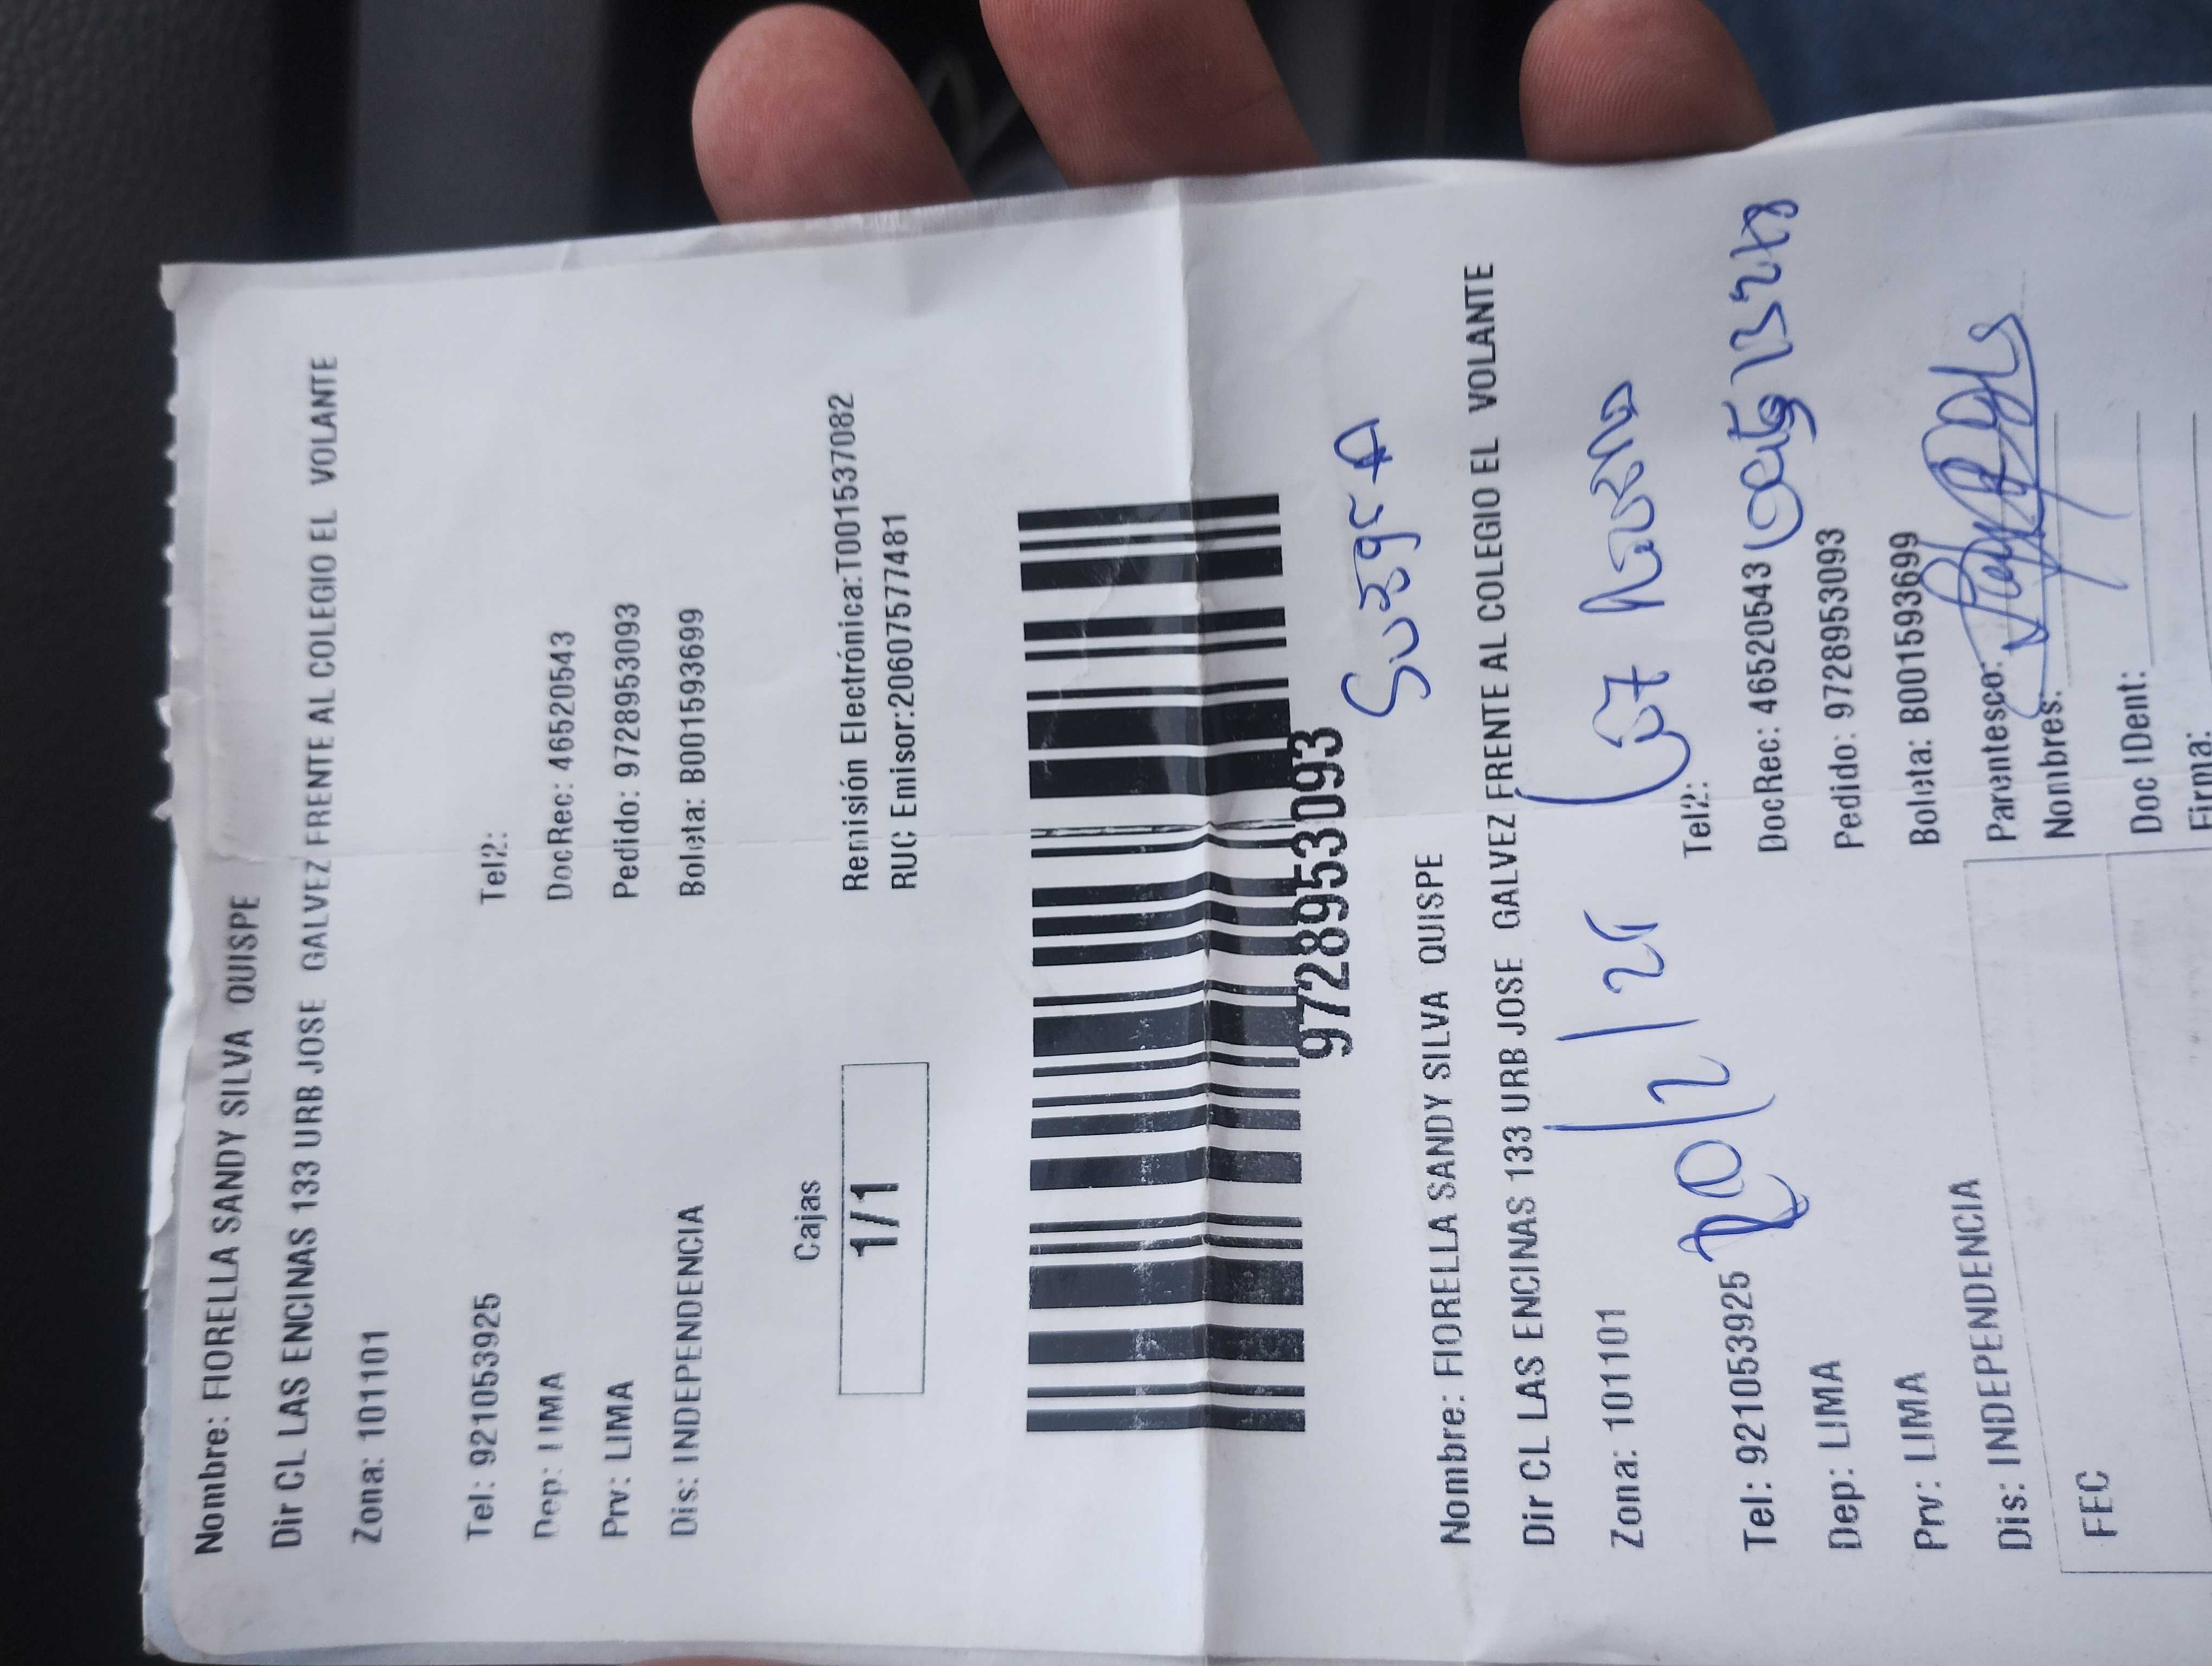 Nombre: FIORELLA SANDY SILVA QUISPE
Dir CL LAS ENCINAS 133 URB JOSE GALVEZ FRENTE AL COLEGIO EL VOLANTE
Zona: 101101
Tel: 921053925 Tel2:
Dep: LIMA DocRec: 46520543
Prv: LIMA Pedido: 9728953093
Dis: INDEPENDENCIA Boleta: B001593699
Cajas
1/1
Remisión Electrónica:T001537082
RUC Emisor:20607577481
9728953093
Nombre: FIORELLA SANDY SILVA QUISPE
Dir CL LAS ENCINAS 133 URB JOSE GALVEZ FRENTE AL COLEGIO EL VOLANTE
Zona: 101101
Tel2:
Tel: 921053925 DocRec: 46520543
Dep: LIMA Pedido: 9728953093
Prv: LIMA Boleta: B001593699
Dis: INDEPENDENCIA Parentesco:
Nombres:
FEC Doc IDent:
Firma: